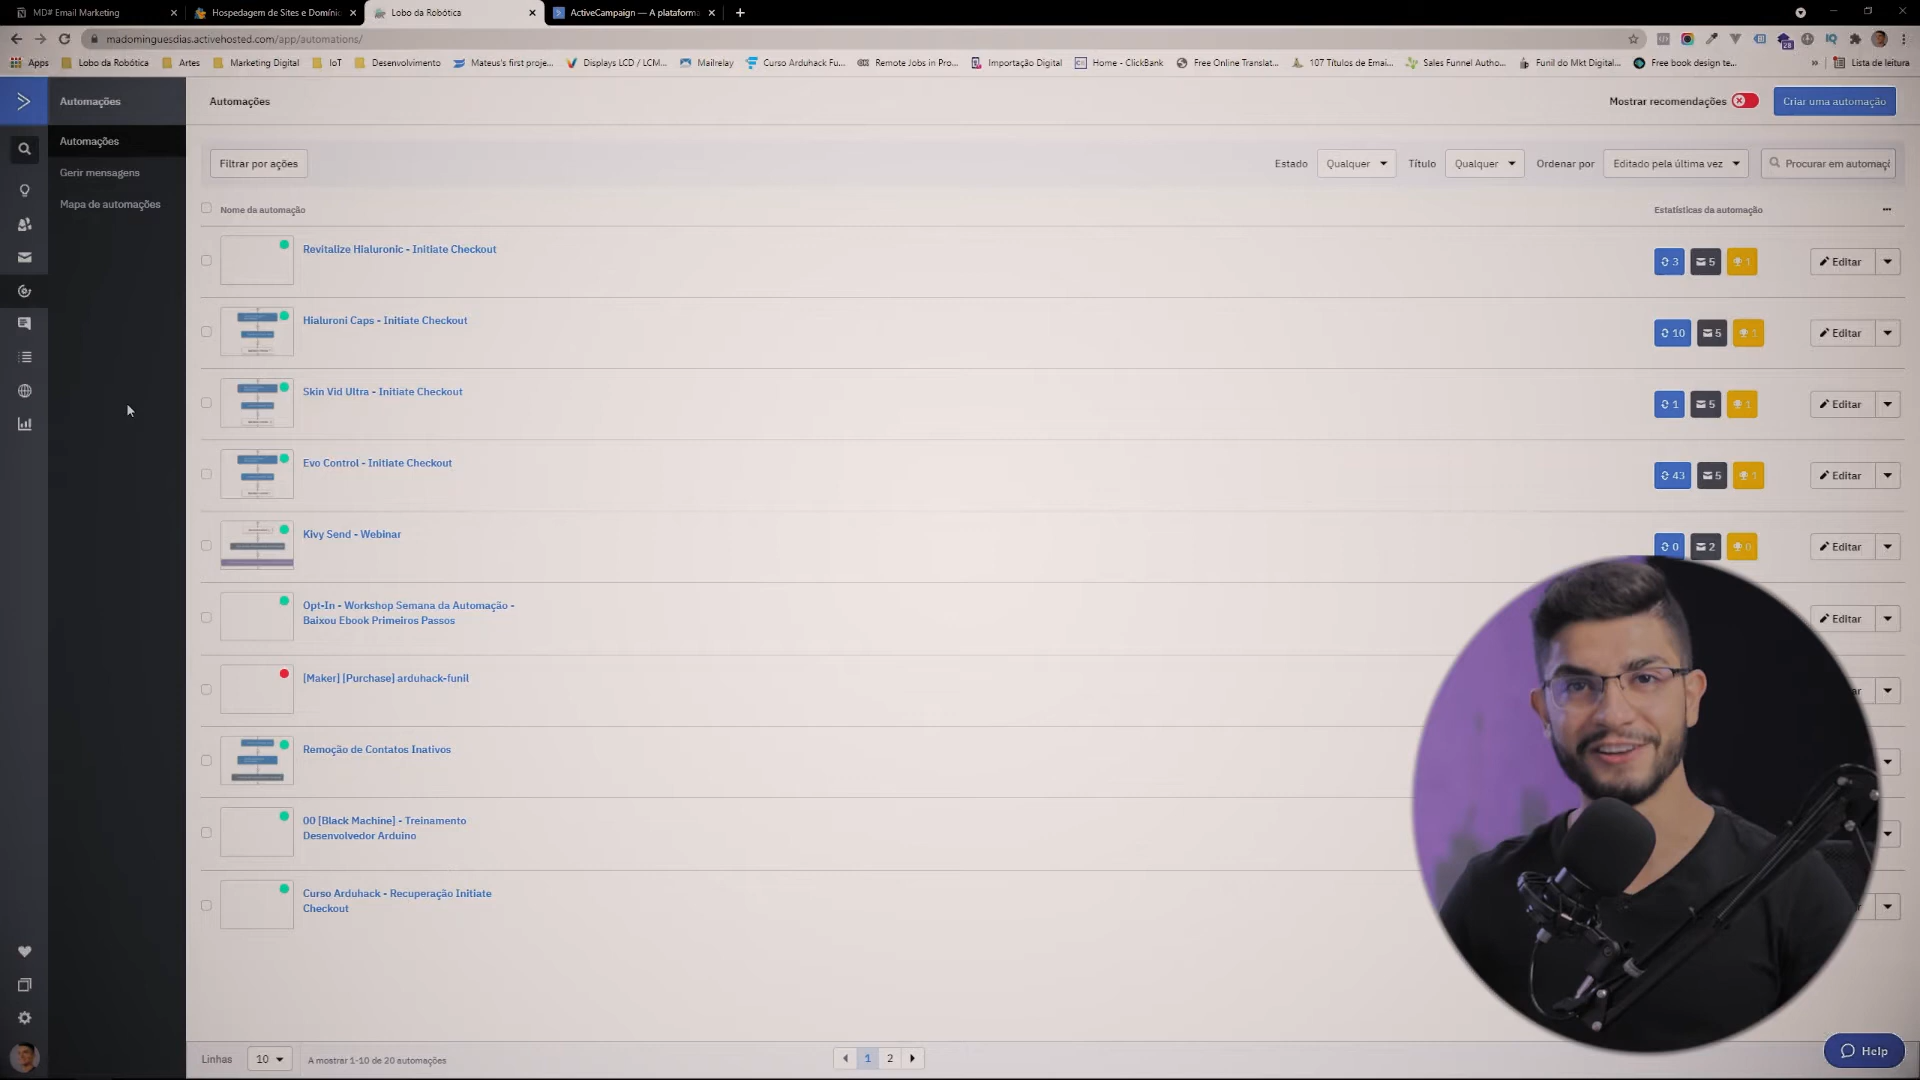 MD# Email Marketing
Hospedagem de Sites e Domíni
Lobo da Robótica
ActiveCampaign — A plataform
madominguesdias.activehosted.com/app/automations/
Apps
Lobo da Robótica
Artes
Marketing Digital
IoT
Desenvolvimento
Mateus's first proje...
Displays LCD / LCM...
Mailrelay
Curso Arduhack Fu...
Remote Jobs in Pro...
Importação Digital
Home - ClickBank
Free Online Translat...
107 Títulos de Emai...
Sales Funnel Autho...
Funil do Mkt Digital...
Free book design te...
»
Lista de leitura
Automações
Automações
Mostrar recomendações
Criar uma automação
Automações
Gerir mensagens
Mapa de automações
Filtrar por ações
Estado
Qualquer
Título
Qualquer
Ordenar por
Editado pela última vez
Procurar em automaç
Nome da automação
Estatísticas da automação
Revitalize Hialuronic - Initiate Checkout
3
5
1
Editar
Hialuroni Caps - Initiate Checkout
10
5
1
Editar
Skin Vid Ultra - Initiate Checkout
1
5
1
Editar
Evo Control - Initiate Checkout
43
5
1
Editar
Kivy Send - Webinar
0
2
0
Editar
Opt-In - Workshop Semana da Automação -
Baixou Ebook Primeiros Passos
Editar
[Maker] [Purchase] arduhack-funil
Remoção de Contatos Inativos
00 [Black Machine] - Treinamento
Desenvolvedor Arduino
Curso Arduhack - Recuperação Initiate
Checkout
Linhas
10
A mostrar 1-10 de 20 automações
1
2
Help